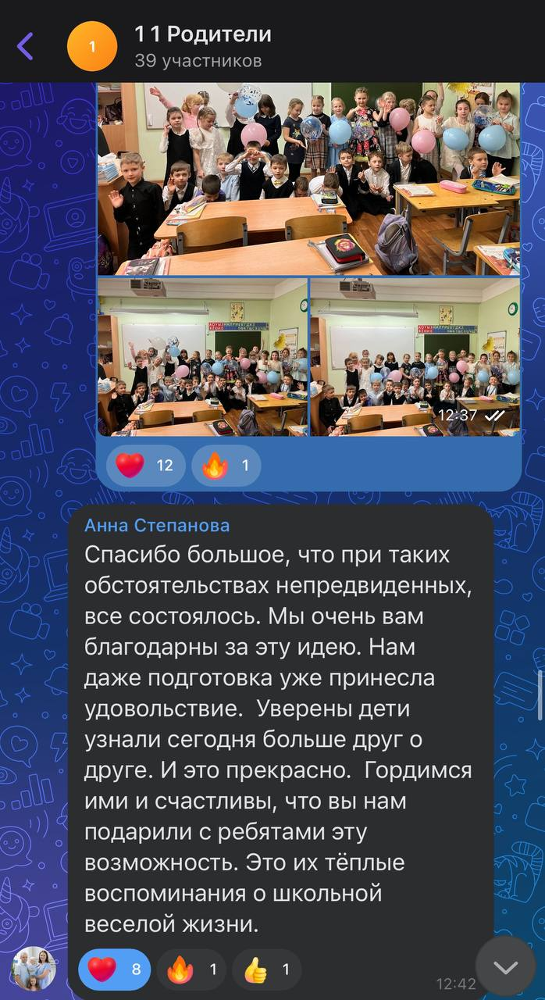 1 1 Родители
39 участников
1
12:37
12
1
Анна Степанова
Спасибо большое, что при таких
обстоятельствах непредвиденных,
все состоялось. Мы очень вам
благодарны за эту идею. Нам
даже подготовка уже принесла
удовольствие.  Уверены дети
узнали сегодня больше друг о
друге. И это прекрасно.  Гордимся
ими и счастливы, что вы нам
подарили с ребятами эту
возможность. Это их тёплые
воспоминания о школьной
веселой жизни.
8
1
1
12:42